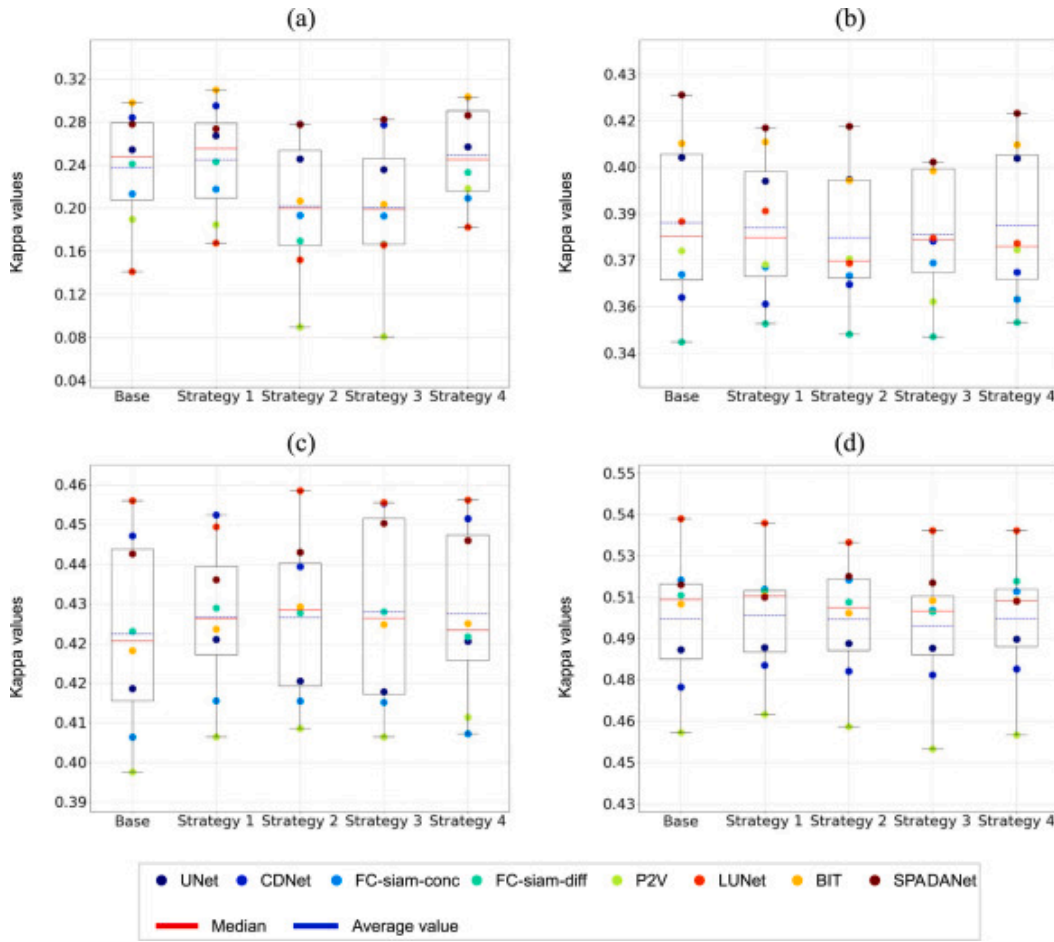 (a)
Kappa values
0.32
0.28
0.24
0.20
0.16
0.12
0.08
0.04
Base Strategy 1 Strategy 2 Strategy 3 Strategy 4
(b)
Kappa values
0.43
0.42
0.40
0.39
0.37
0.36
0.34
Base Strategy 1 Strategy 2 Strategy 3 Strategy 4
(c)
Kappa values
0.46
0.45
0.44
0.43
0.42
0.42
0.41
0.40
0.39
Base Strategy 1 Strategy 2 Strategy 3 Strategy 4
(d)
Kappa values
0.55
0.54
0.53
0.51
0.49
0.48
0.46
0.45
0.43
Base Strategy 1 Strategy 2 Strategy 3 Strategy 4
UNet CDNet FC-siam-conc FC-siam-diff P2V LUNet BIT SPADANet
Median Average value